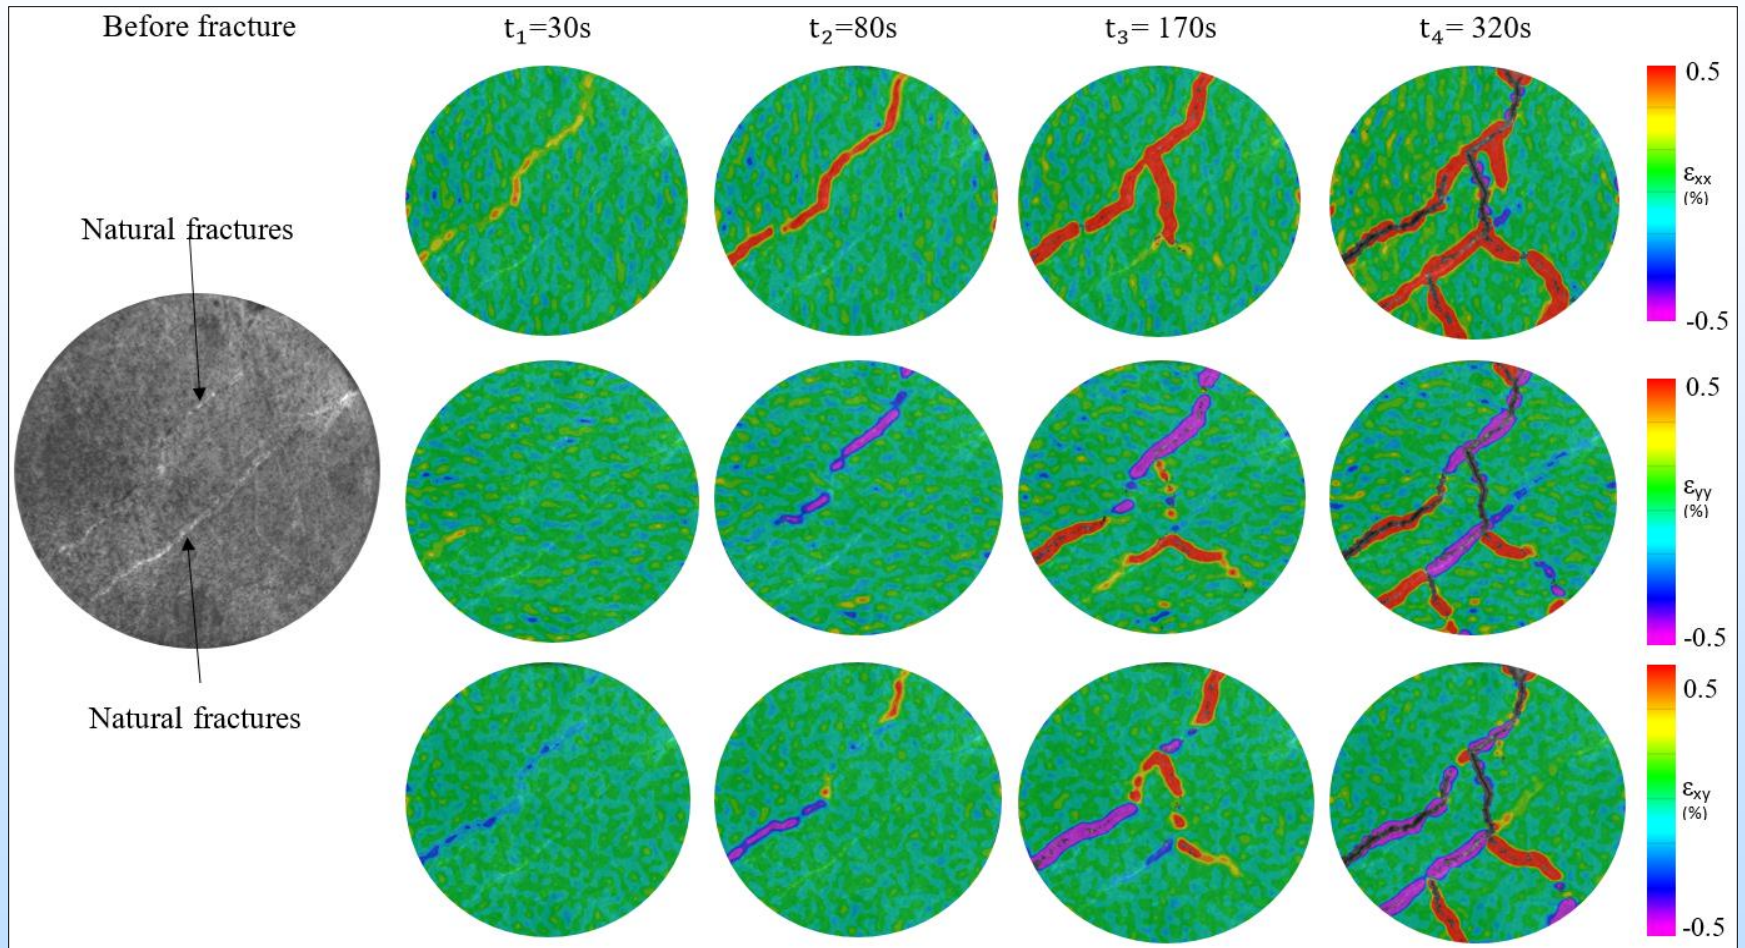 Before fracture
t₁=30s
t₂=80s
t₃= 170s
t₄= 320s
Natural fractures
Natural fractures
0.5
εxx
(%)
-0.5
0.5
εyy
(%)
-0.5
0.5
εxy
(%)
-0.5